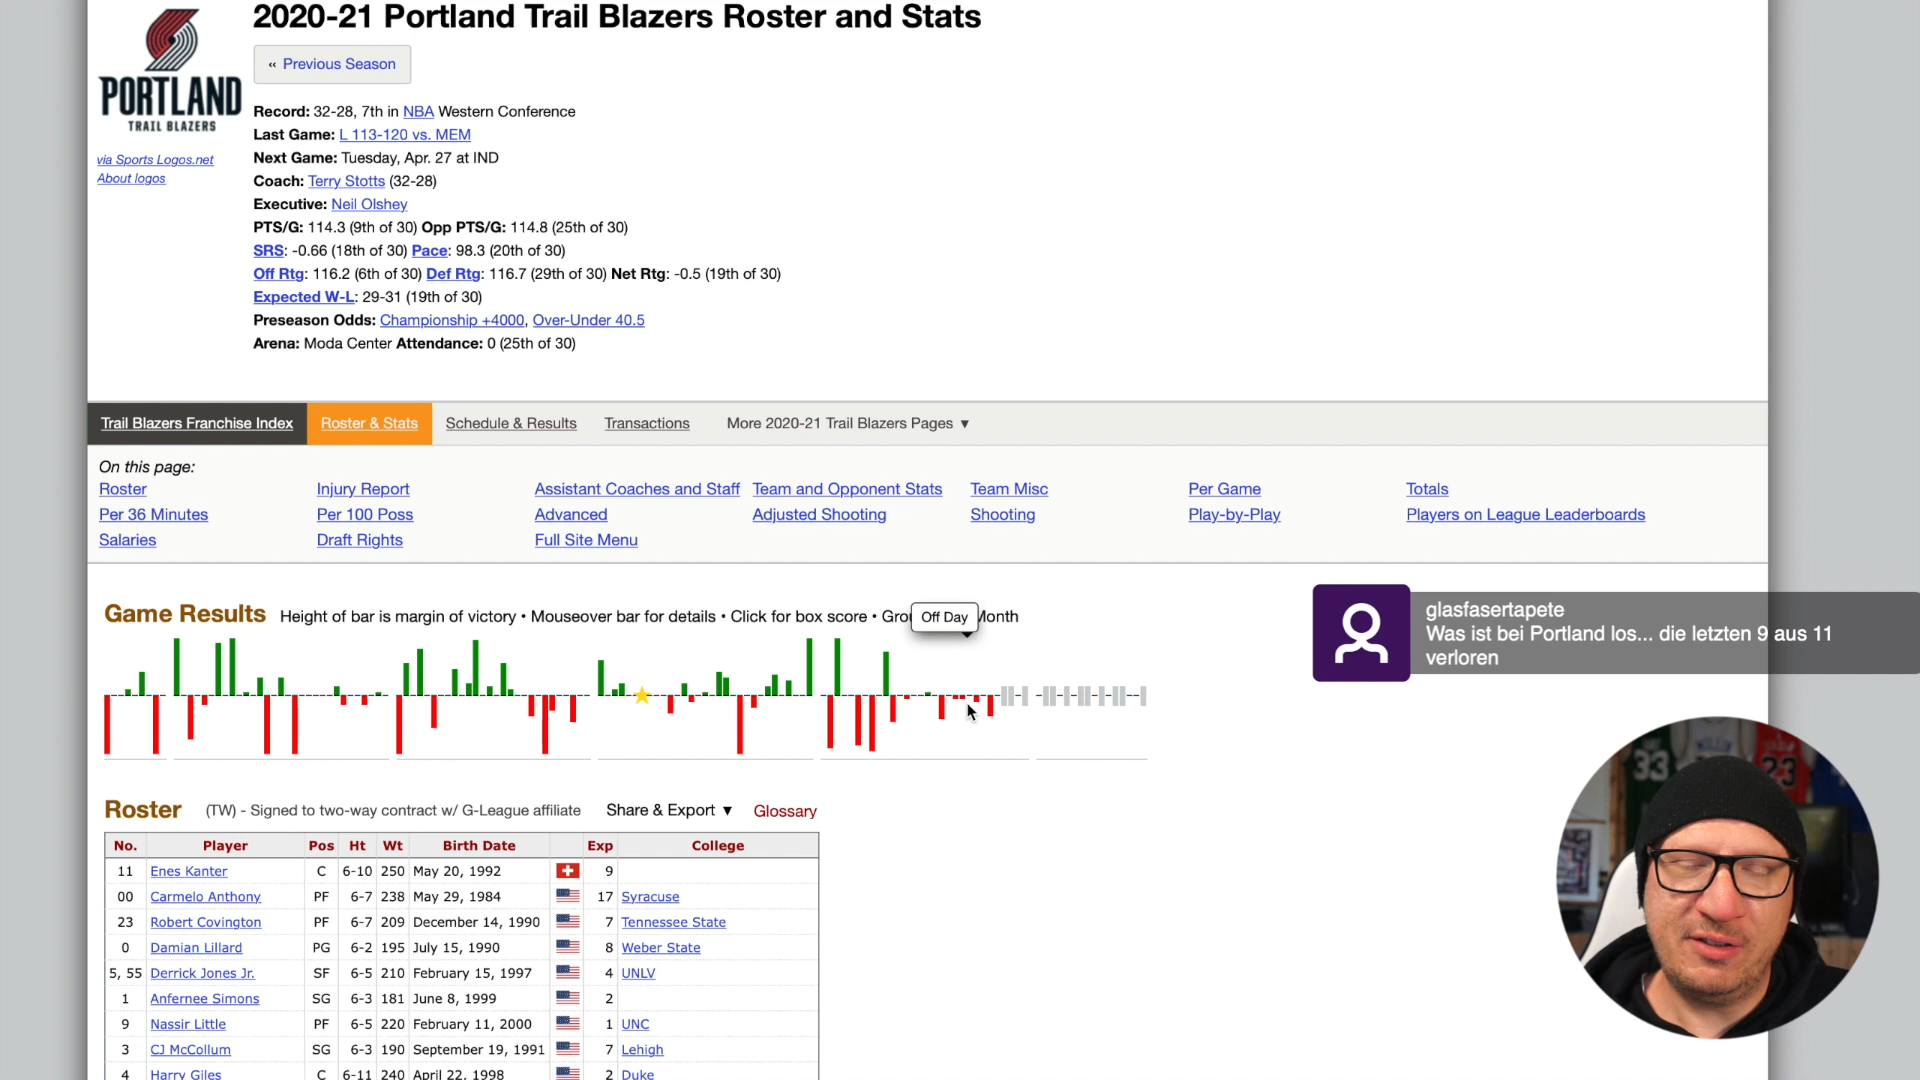 2020-21 Portland Trail Blazers Roster and Stats
PORTLAND
TRAIL BLAZERS
« Previous Season
Record: 32-28, 7th in NBA Western Conference
Last Game: L 113-120 vs. MEM
via Sports Logos.net
Next Game: Tuesday, Apr. 27 at IND
About logos
Coach: Terry Stotts (32-28)
Executive: Neil Olshey
PTS/G: 114.3 (9th of 30) Opp PTS/G: 114.8 (25th of 30)
SRS: -0.66 (18th of 30) Pace: 98.3 (20th of 30)
Off Rtg: 116.2 (6th of 30) Def Rtg: 116.7 (29th of 30) Net Rtg: -0.5 (19th of 30)
Expected W-L: 29-31 (19th of 30)
Preseason Odds: Championship +4000, Over-Under 40.5
Arena: Moda Center Attendance: 0 (25th of 30)
Trail Blazers Franchise Index Roster & Stats Schedule & Results Transactions More 2020-21 Trail Blazers Pages ▼
On this page:
Roster Injury Report Assistant Coaches and Staff Team and Opponent Stats Team Misc Per Game Totals
Per 36 Minutes Per 100 Poss Advanced Adjusted Shooting Shooting Play-by-Play Players on League Leaderboards
Salaries Draft Rights Full Site Menu
Game Results Height of bar is margin of victory • Mouseover bar for details • Click for box score • Month
Off Day
glasfasertapete
Was ist bei Portland los... die letzten 9 aus 11
verloren
33
23
Roster (TW) - Signed to two-way contract w/ G-League affiliate Share & Export ▼ Glossary
No. Player Pos Ht Wt Birth Date Exp College
11 Enes Kanter C 6-10 250 May 20, 1992 9
00 Carmelo Anthony PF 6-7 238 May 29, 1984 17 Syracuse
23 Robert Covington PF 6-7 209 December 14, 1990 7 Tennessee State
0 Damian Lillard PG 6-2 195 July 15, 1990 8 Weber State
5, 55 Derrick Jones Jr. SF 6-5 210 February 15, 1997 4 UNLV
1 Anfernee Simons SG 6-3 181 June 8, 1999 2
9 Nassir Little PF 6-5 220 February 11, 2000 1 UNC
3 CJ McCollum SG 6-3 190 September 19, 1991 7 Lehigh
4 Harry Giles C 6-11 240 April 22, 1998 2 Duke